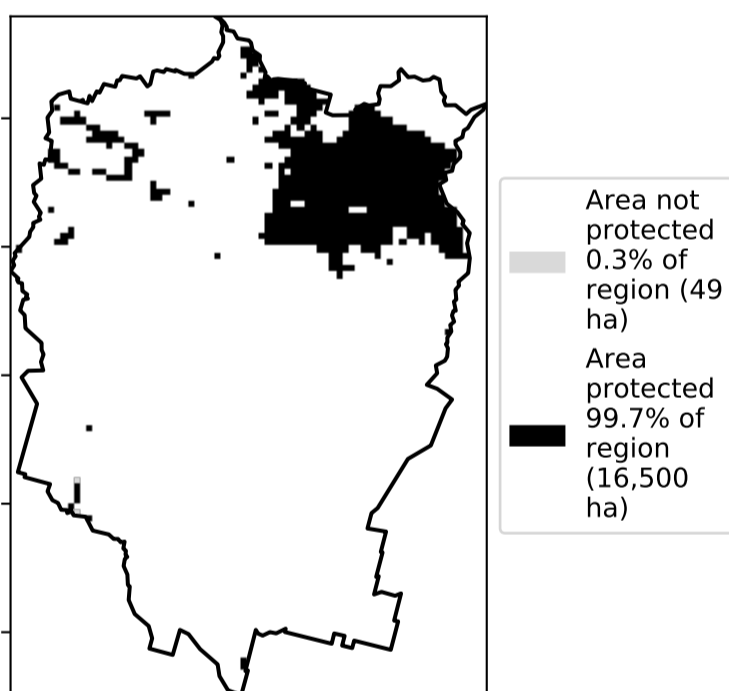 Area not
protected
0.3% of
region (49
ha)
Area
protected
99.7% of
region
(16,500
ha)